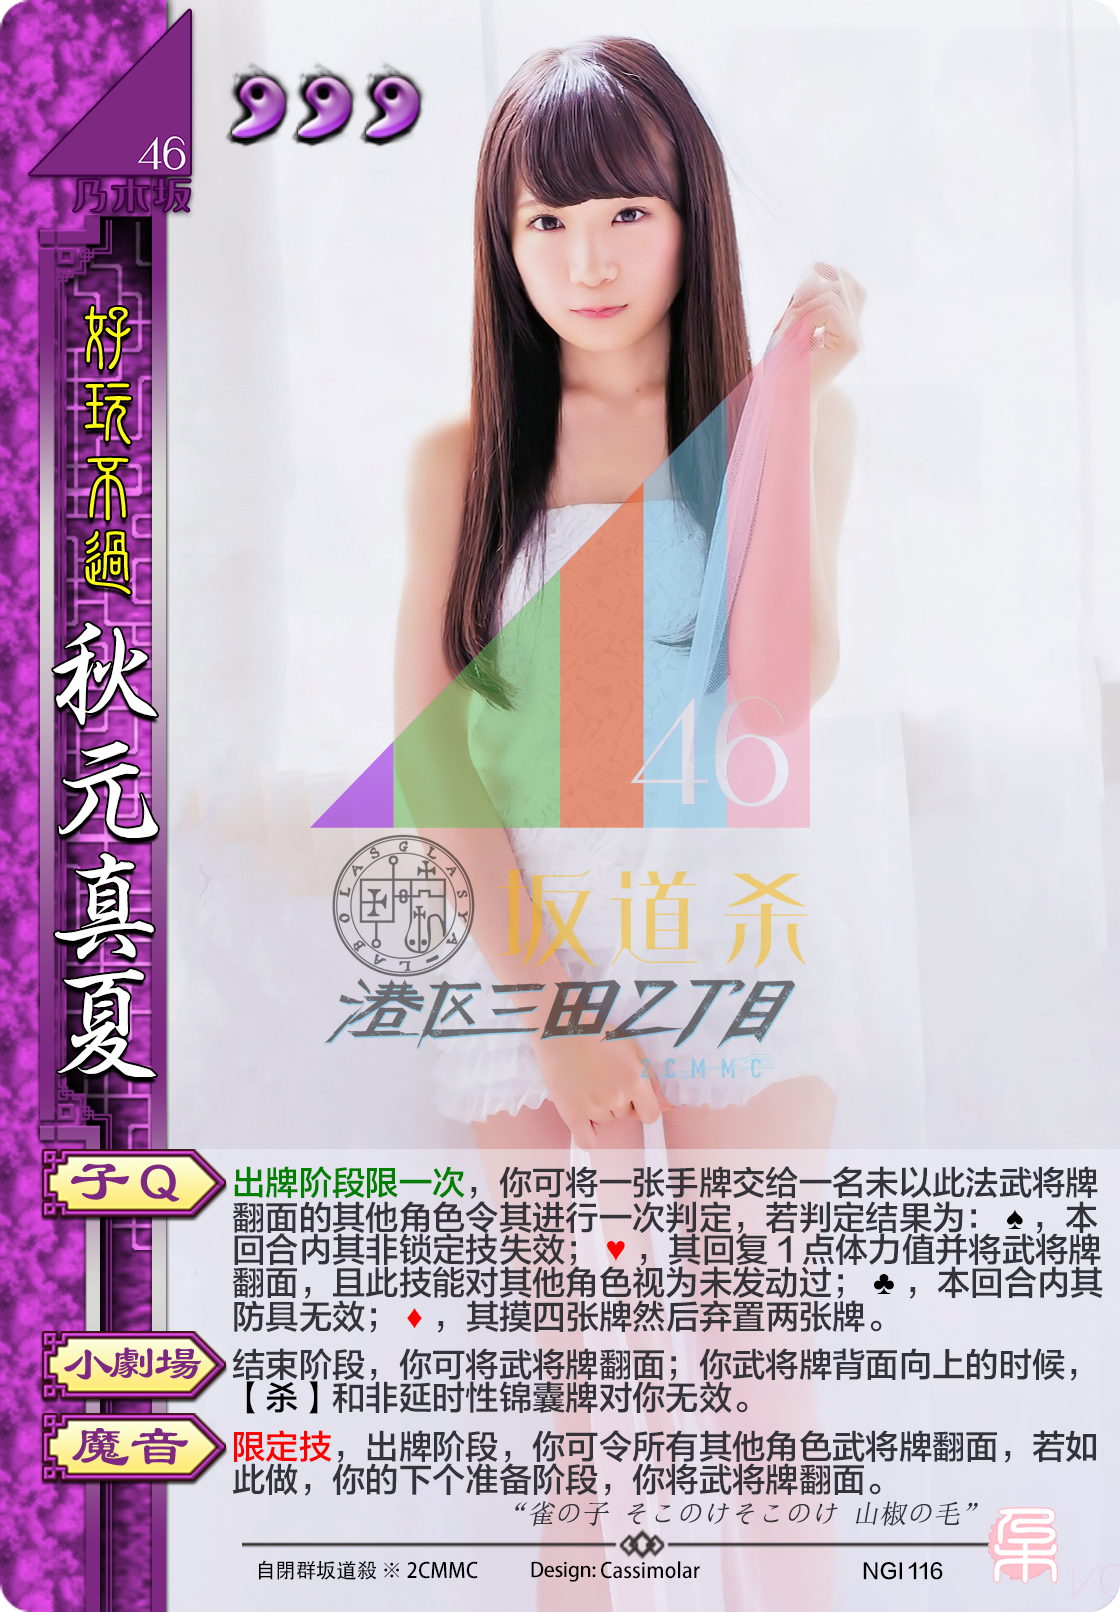 46
乃木坂
好玩不過
秋元真夏
46
GLASYA-LABOLAS
坂道杀
港区三田乙丁目
ZCMMC
子Q
出牌阶段限一次，你可将一张手牌交给一名未以此法武将牌
翻面的其他角色令其进行一次判定，若判定结果为：♠，本
回合内其非锁定技失效；♥，其回复1点体力值并将武将牌
翻面，且此技能对其他角色视为未发动过；♣，本回合内其
防具无效；♦，其摸四张牌然后弃置两张牌。
小劇場
结束阶段，你可将武将牌翻面；你武将牌背面向上的时候，
【杀】和非延时性锦囊牌对你无效。
魔音
限定技，出牌阶段，你可令所有其他角色武将牌翻面，若如
此做，你的下个准备阶段，你将武将牌翻面。
“雀の子 そこのけそこのけ 山椒の毛”
自閉群坂道殺 ※ 2CMMC
Design: Cassimolar
NGI 116